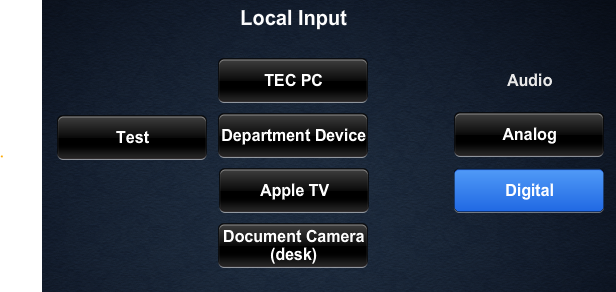 Local Input
TEC PC
Audio
Test
Department Device
Analog
Apple TV
Digital
Document Camera
(desk)